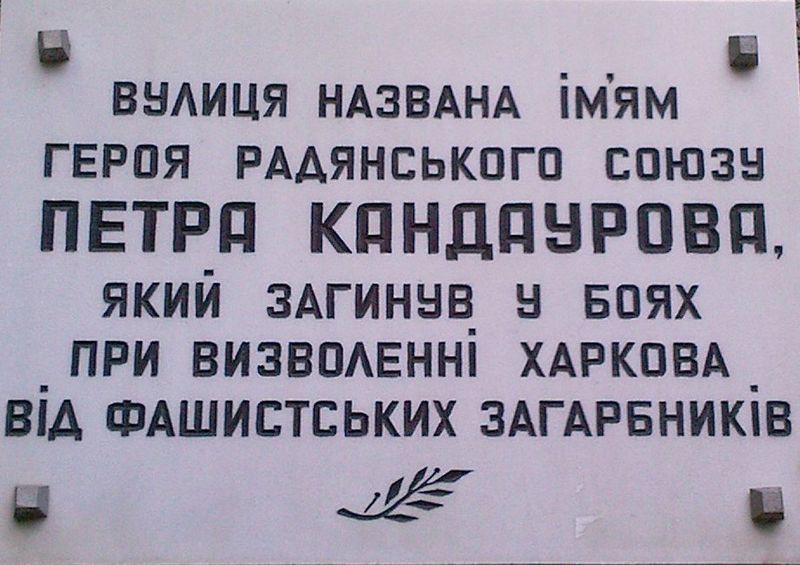 ВУЛИЦЯ НАЗВАНА ІМ'ЯМ
ГЕРОЯ РАДЯНСЬКОГО СОЮЗУ
ПЕТРА КАНДАУРОВА,
ЯКИЙ ЗАГИНУВ У БОЯХ
ПРИ ВИЗВОЛЕННІ ХАРКОВА
ВІД ФАШИСТСЬКИХ ЗАГАРБНИКІВ